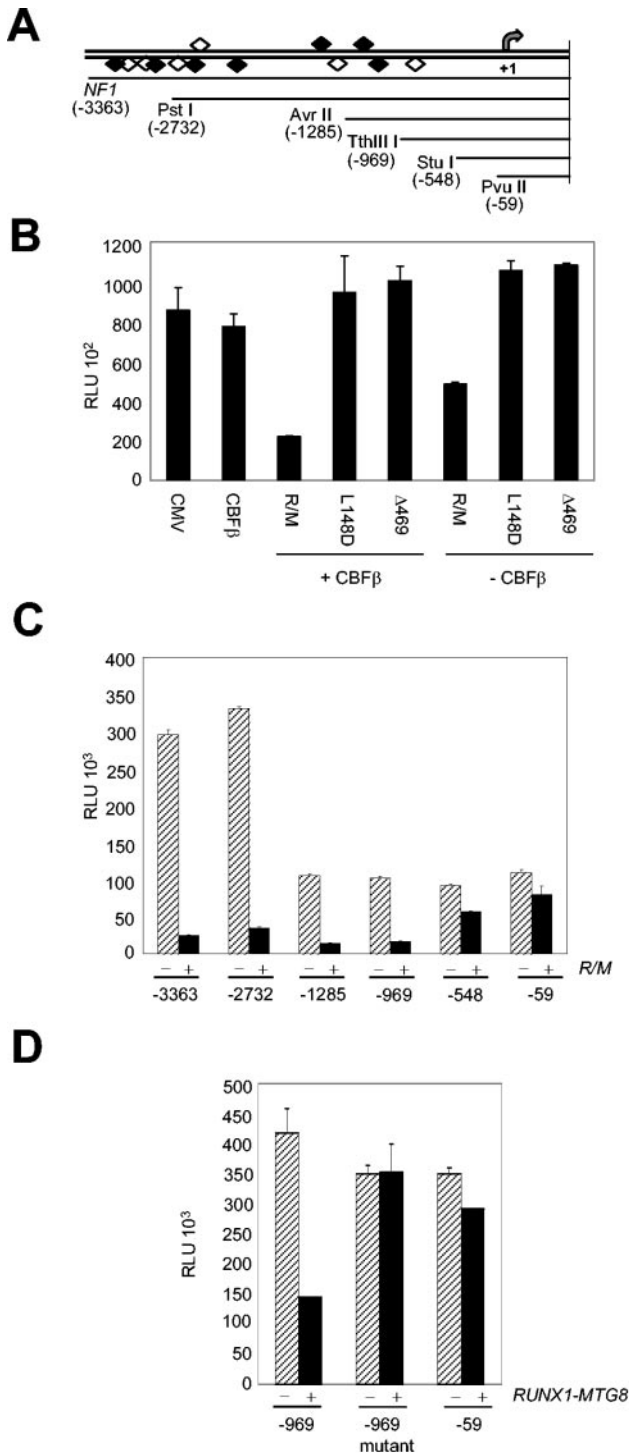 A
+1
NF1
(-3363)
Pst I
(-2732)
Avr II
(-1285)
TthIII I
(-969)
Stu I
(-548)
Pvu II
(-59)
B
RLU 10²
1200
1000
800
600
400
200
0
CMV
CBFβ
R/M
L148D
Δ469
R/M
L148D
Δ469
+ CBFβ
- CBFβ
C
RLU 10³
400
350
300
250
200
150
100
50
0
− + − + − + − + − + − + R/M
-3363 -2732 -1285 -969 -548 -59
D
RLU 10³
500
450
400
350
300
250
200
150
100
50
0
− + − + − + RUNX1-MTG8
-969 -969 -59
mutant